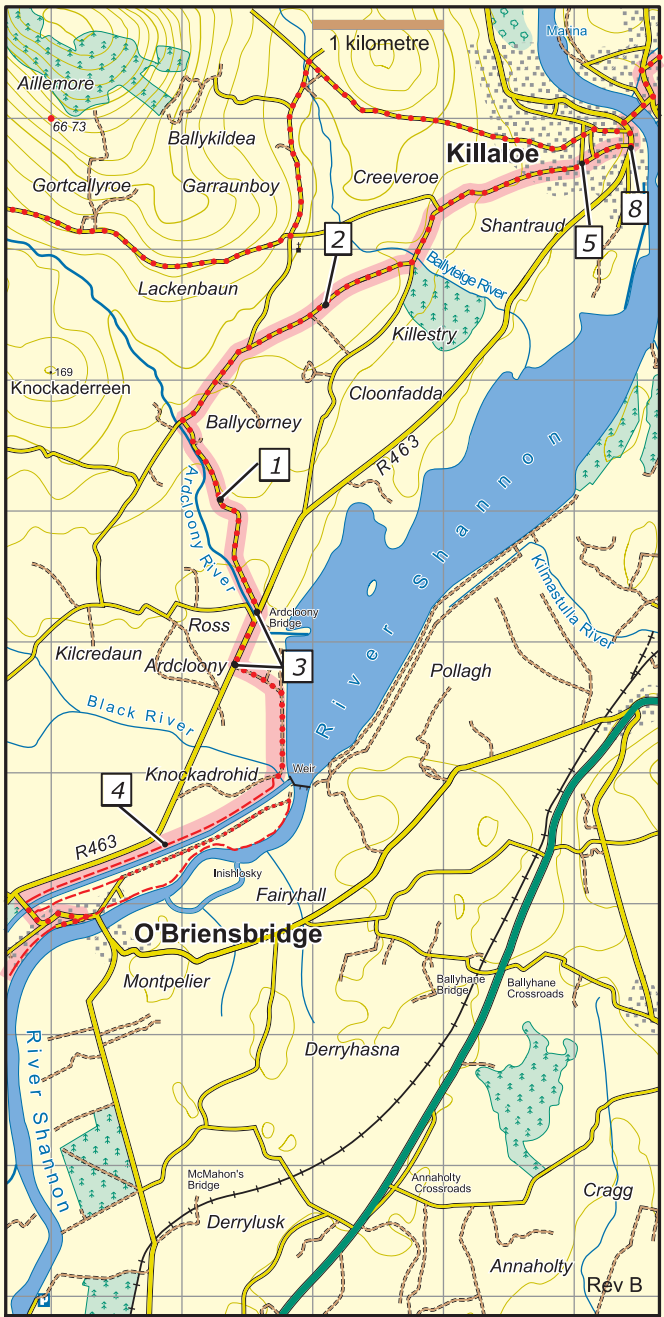 Marina
1 kilometre
Aillemore
66 73
Ballykildea
Killaloe
Gortcallyroe
Garraunboy
Creeveroe
8
Shantraud
5
2
Ballyteige River
Lackenbaun
Killestry
169
Knockaderreen
Cloonfadda
Ballycorney
R463
1
Ardcloony River
River Shannon
Kilmastulla River
Ardcloony
Bridge
Ross
Kilcredaun
Ardcloony
3
Pollagh
Black River
Knockadrohid
Weir
4
R463
Inishlosky
Fairyhall
O'Briensbridge
Montpelier
Ballyhane
Bridge
Ballyhane
Crossroads
River Shannon
Derryhasna
McMahon's
Bridge
Annaholty
Crossroads
Cragg
Derrylusk
Annaholty
Rev B
P